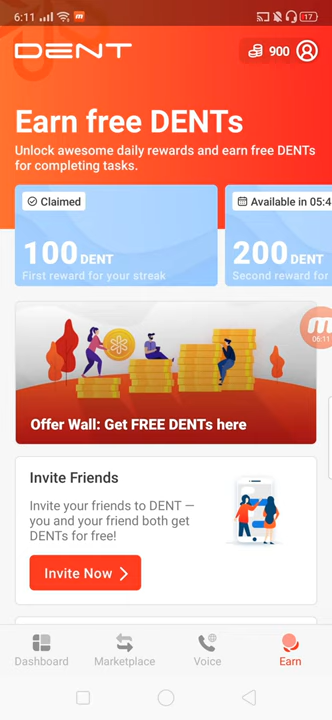 6:11
17
DENT
900
Earn free DENTs
Unlock awesome daily rewards and earn free DENTs
for completing tasks.
Claimed
Available in 05:4
100 DENT
First reward for your streak
200 DENT
Second reward for
06:11
Offer Wall: Get FREE DENTs here
Invite Friends
Invite your friends to DENT —
you and your friend both get
DENTs for free!
Invite Now
Dashboard
Marketplace
Voice
Earn